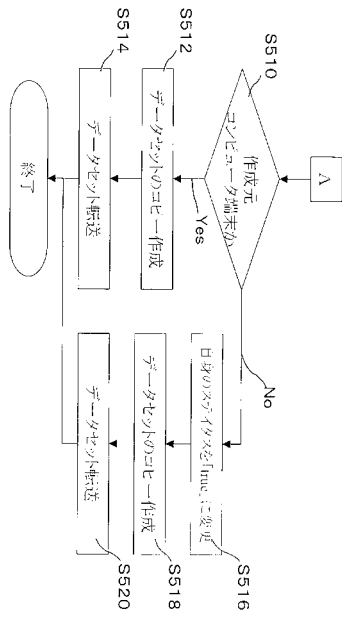 A
S510
作成元
コンピュータ端末か
Yes
No
S512
データセットのコピー作成
S514
データセット転送
終了
自身のステイタスを「True」に変更
S516
データセットのコピー作成
S518
データセット転送
S520